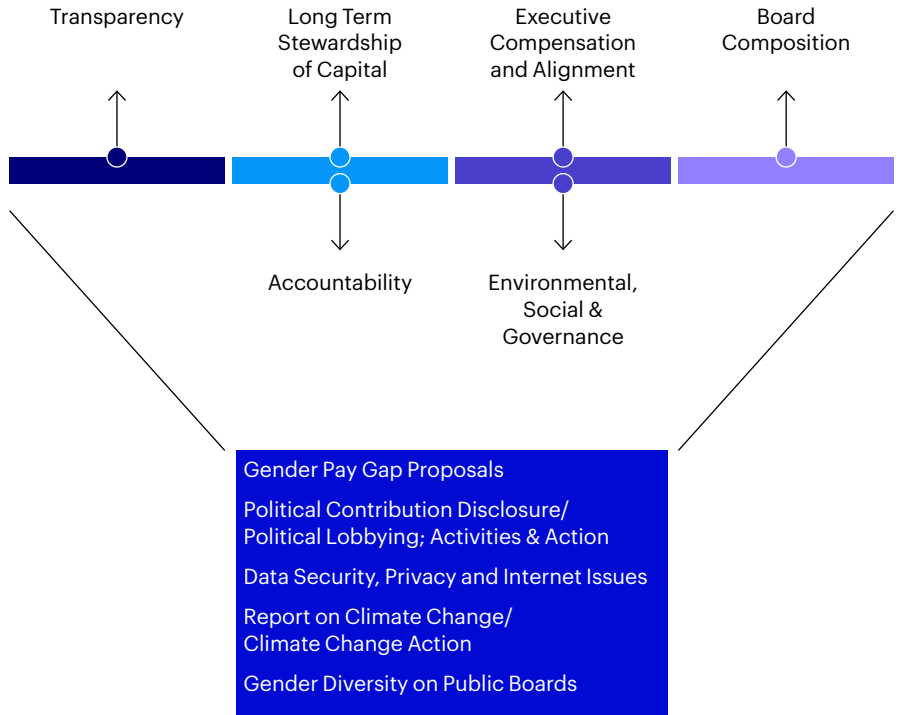 Transparency
Long Term
Stewardship
of Capital
Executive
Compensation
and Alignment
Board
Composition
Accountability
Environmental,
Social &
Governance
Gender Pay Gap Proposals
Political Contribution Disclosure/
Political Lobbying; Activities & Action
Data Security, Privacy and Internet Issues
Report on Climate Change/
Climate Change Action
Gender Diversity on Public Boards